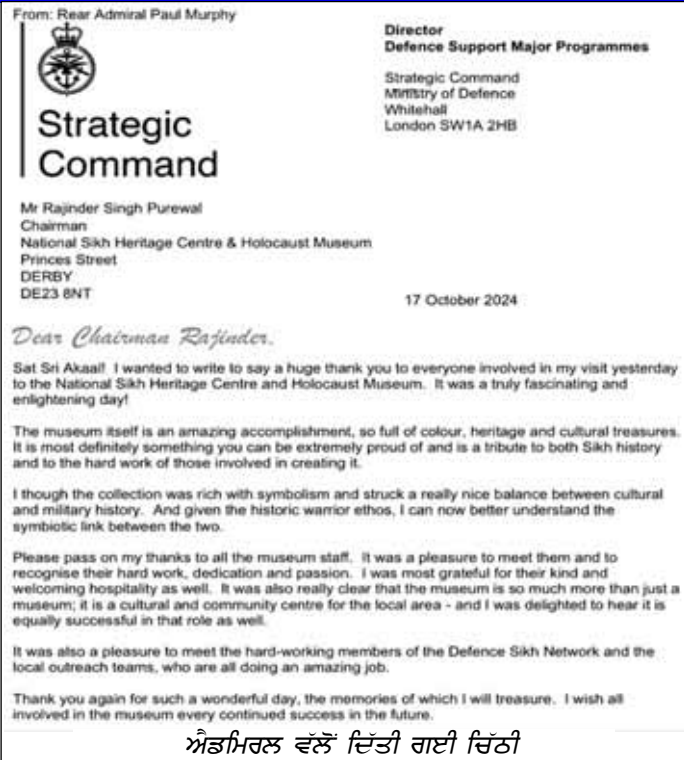 From: Rear Admiral Paul Murphy
Strategic
Command
Director
Defence Support Major Programmes
Strategic Command
Ministry of Defence
Whitehall
London SW1A 2HB
Mr Rajinder Singh Purewal
Chairman
National Sikh Heritage Centre & Holocaust Museum
Princes Street
DERBY
DE23 8NT
17 October 2024
Dear Chairman Rajinder,
Sat Sri Akaal! I wanted to write to say a huge thank you to everyone involved in my visit yesterday
to the National Sikh Heritage Centre and Holocaust Museum. It was a truly fascinating and
enlightening day!
The museum itself is an amazing accomplishment, so full of colour, heritage and cultural treasures.
It is most definitely something you can be extremely proud of and is a tribute to both Sikh history
and to the hard work of those involved in creating it.
I though the collection was rich with symbolism and struck a really nice balance between cultural
and military history. And given the historic warrior ethos, I can now better understand the
symbiotic link between the two.
Please pass on my thanks to all the museum staff. It was a pleasure to meet them and to
recognise their hard work, dedication and passion. I was most grateful for their kind and
welcoming hospitality as well. It was also really clear that the museum is so much more than just a
museum; it is a cultural and community centre for the local area - and I was delighted to hear it is
equally successful in that role as well.
It was also a pleasure to meet the hard-working members of the Defence Sikh Network and the
local outreach teams, who are all doing an amazing job.
Thank you again for such a wonderful day, the memories of which I will treasure. I wish all
involved in the museum every continued success in the future.
ਐਡਮਿਰਲ ਵੱਲੋਂ ਦਿੱਤੀ ਗਈ ਚਿੱਠੀ